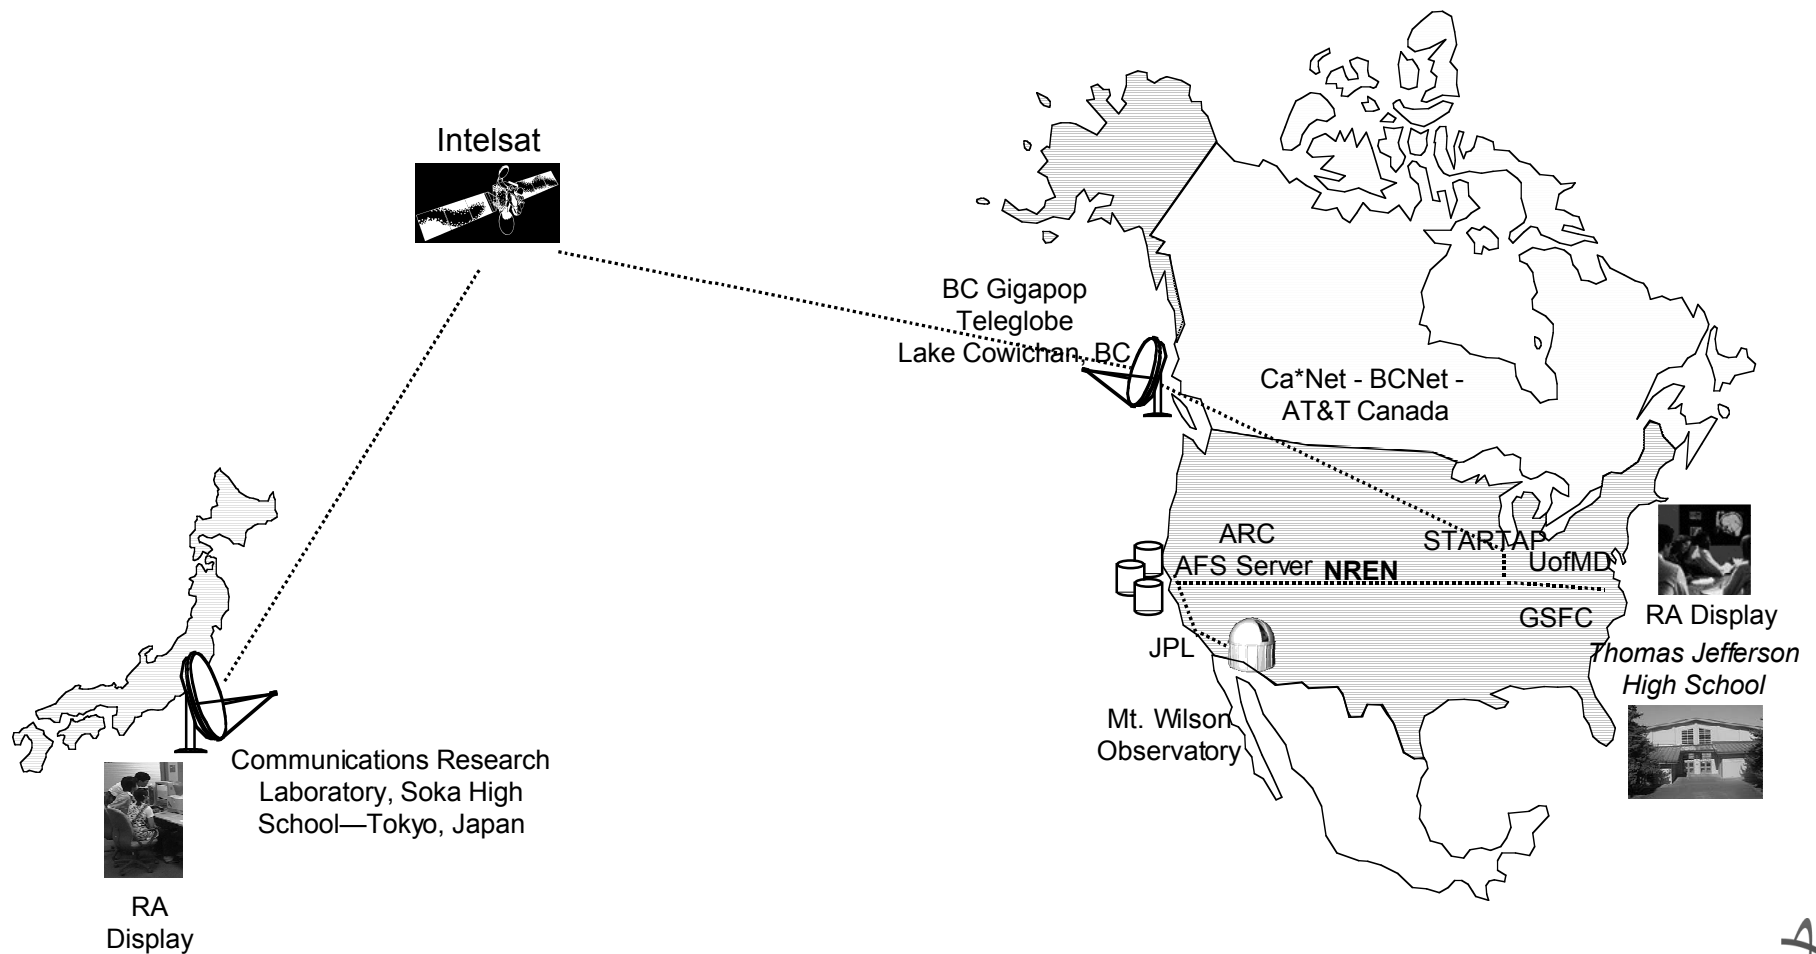 Intelsat
BC Gigapop
Teleglobe
Lake Cowichan, BC
Ca*Net - BCNet -
AT&T Canada
ARC
AFS Server
NREN
STARTAP
UofMD
GSFC
RA Display
Thomas Jefferson
High School
JPL
Mt. Wilson
Observatory
Communications Research
Laboratory, Soka High
School—Tokyo, Japan
RA
Display